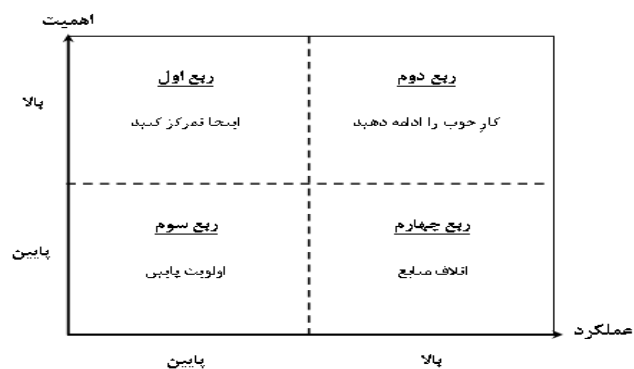 اهمیت
بالا
ربع اول
اینجا تمرکز کنید
ربع دوم
کار خوب را ادامه دهید
پایین
ربع سوم
اولویت پایین
ربع چهارم
اتلاف منابع
عملکرد
پایین
بالا